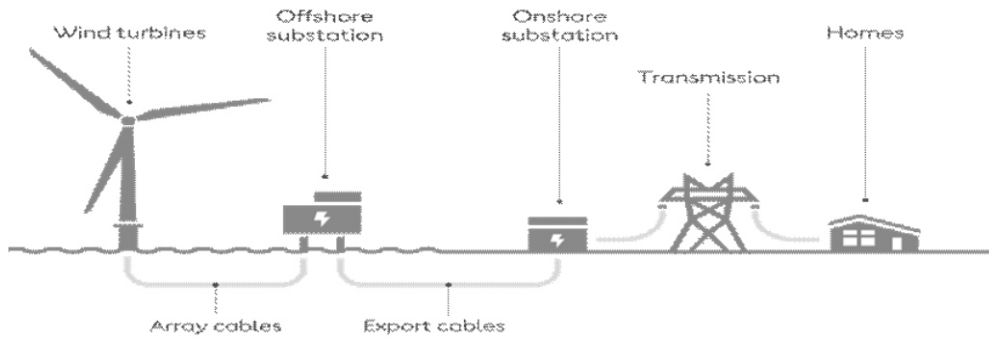 Wind turbines
Offshore
substation
Onshore
substation
Transmission
Homes
Array cables
Export cables